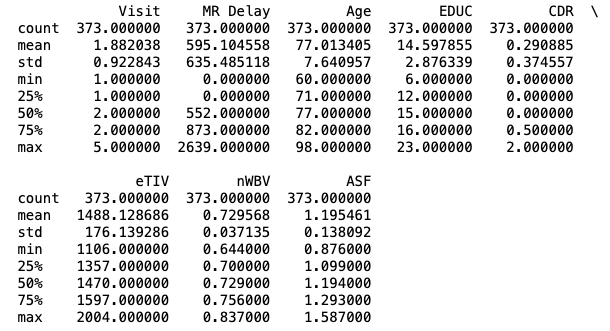 Visit MR Delay Age EDUC CDR \
count 373.000000 373.000000 373.000000 373.000000 373.000000
mean 1.882038 595.104558 77.013405 14.597855 0.290885
std 0.922843 635.485118 7.640957 2.876339 0.374557
min 1.000000 0.000000 60.000000 6.000000 0.000000
25% 1.000000 0.000000 71.000000 12.000000 0.000000
50% 2.000000 552.000000 77.000000 15.000000 0.000000
75% 2.000000 873.000000 82.000000 16.000000 0.500000
max 5.000000 2639.000000 98.000000 23.000000 2.000000
eTIV nWBV ASF
count 373.000000 373.000000 373.000000
mean 1488.128686 0.729568 1.195461
std 176.139286 0.037135 0.138092
min 1106.000000 0.644000 0.876000
25% 1357.000000 0.700000 1.099000
50% 1470.000000 0.729000 1.194000
75% 1597.000000 0.756000 1.293000
max 2004.000000 0.837000 1.587000